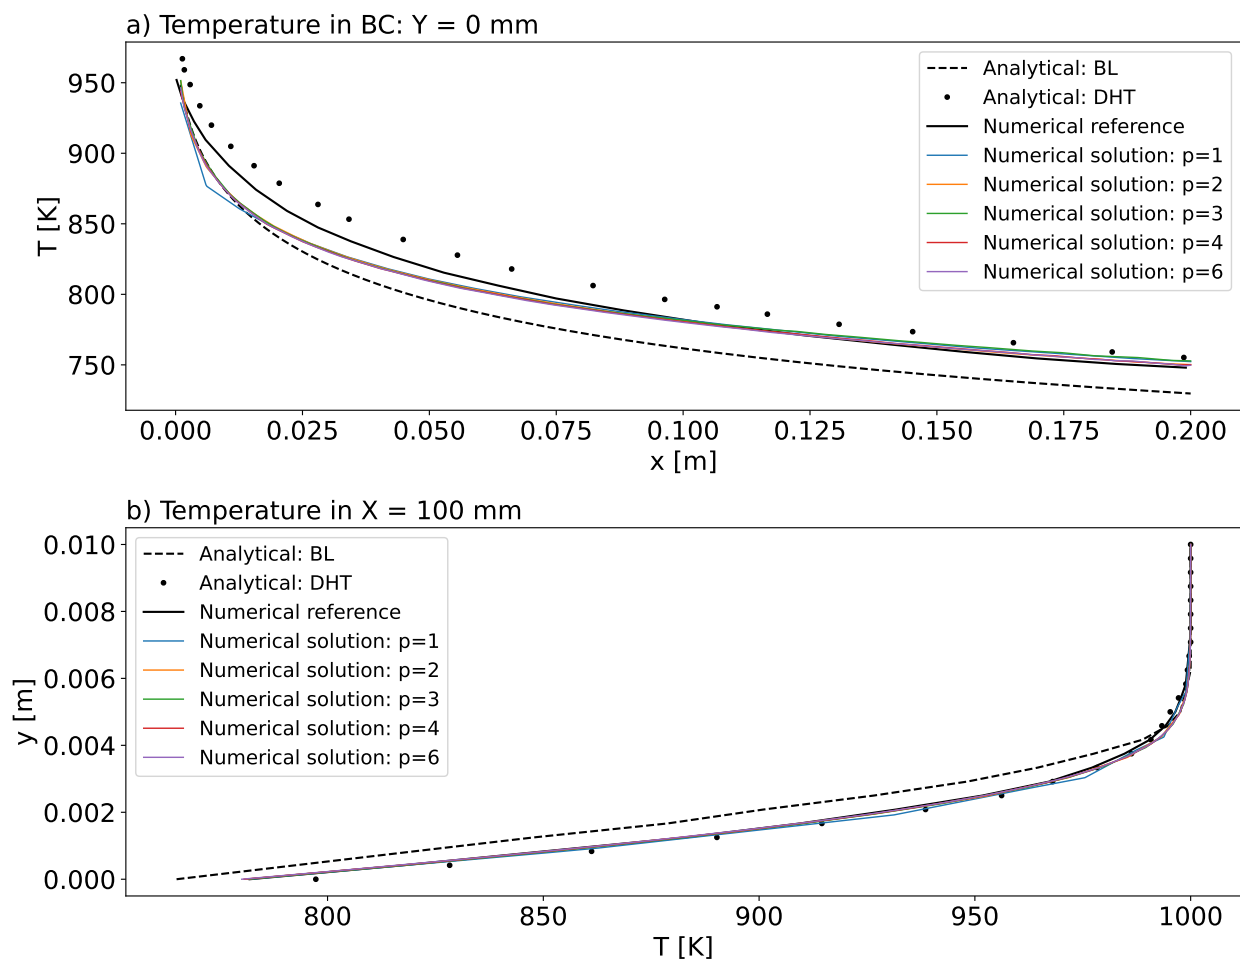 a) Temperature in BC: Y = 0 mm
950
900
850
800
750
T [K]
Analytical: BL
Analytical: DHT
Numerical reference
Numerical solution: p=1
Numerical solution: p=2
Numerical solution: p=3
Numerical solution: p=4
Numerical solution: p=6
0.000 0.025 0.050 0.075 0.100 0.125 0.150 0.175 0.200
x [m]
b) Temperature in X = 100 mm
0.010
0.008
0.006
0.004
0.002
0.000
y [m]
Analytical: BL
Analytical: DHT
Numerical reference
Numerical solution: p=1
Numerical solution: p=2
Numerical solution: p=3
Numerical solution: p=4
Numerical solution: p=6
800 850 900 950 1000
T [K]